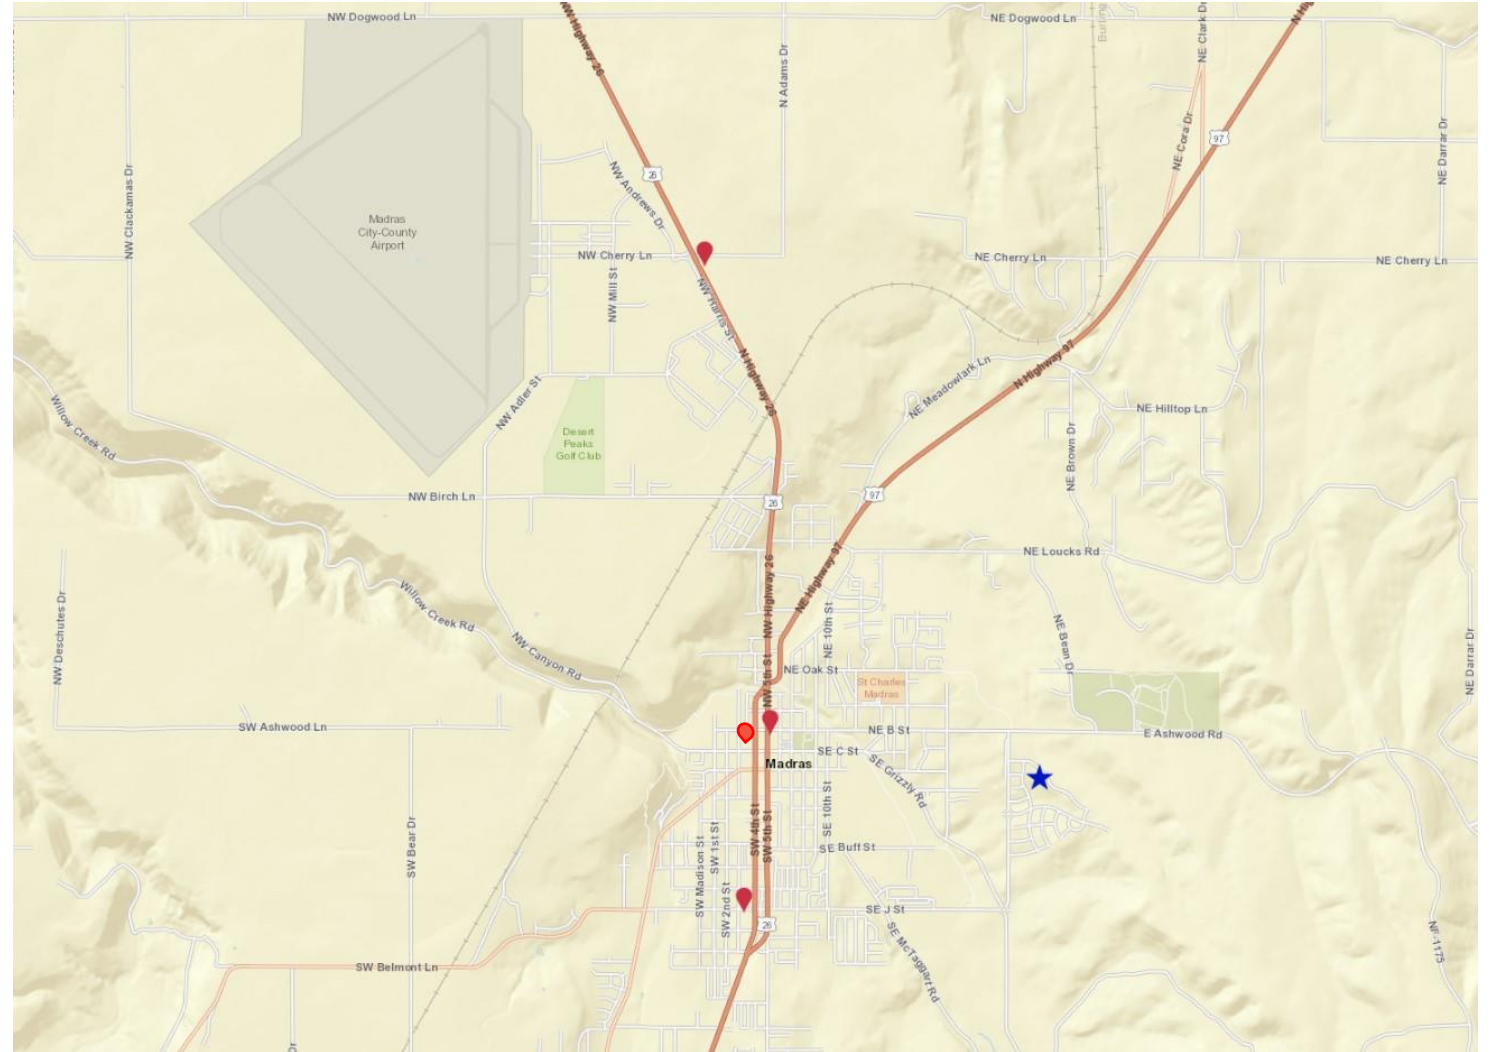 NW Dogwood Ln
NW Highway 26
NE Dogwood Ln
Burling
NE Clark Dr
N Hi
N Adams Dr
97
NE Cora Dr
NE Darrar Dr
NW Clackamas Dr
26
NW Andrews Dr
Madras
City-County
Airport
NW Cherry Ln
NE Cherry Ln
NE Cherry Ln
NW Mill St
NW Harris St
N Highway 26
N Highway 97
NE Meadowlark Ln
NW Adler St
NE Hilltop Ln
Willow Creek Rd
Desert
Peaks
Golf Club
NE Brown Dr
NW Birch Ln
97
26
NE Loucks Rd
NW Highway 26
NE Highway 97
NW Deschutes Dr
Willow Creek Rd
NE 10th St
NE Bean Dr
NW Canyon Rd
NE Darrar Dr
NE Oak St
NW 5th St
St Charles
Madras
SW Ashwood Ln
NE B St
E Ashwood Rd
SE C St
Madras
SE Grizzly Rd
SW Bear Dr
SW Madison St
SW 1st St
SW 4th St
SW 5th St
SE 10th St
SE Buff St
SW 2nd St
SE J St
26
SE McTaggart Rd
NF-1175
SW Belmont Ln
Dr